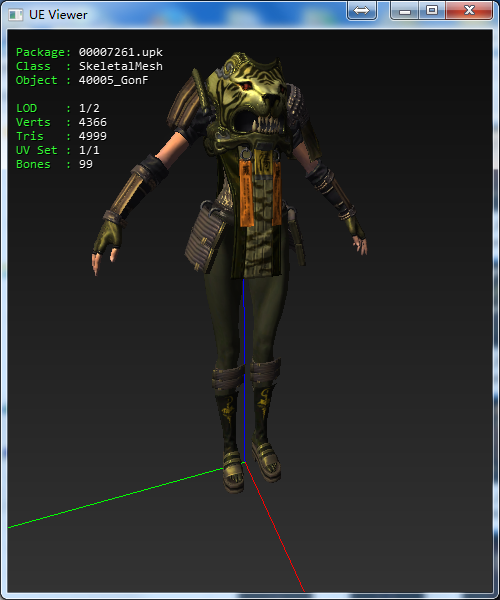 UE Viewer
Package: 00007261.upk
Class : SkeletalMesh
Object : 40005_GonF
LOD : 1/2
Verts : 4366
Tris : 4999
UV Set : 1/1
Bones : 99